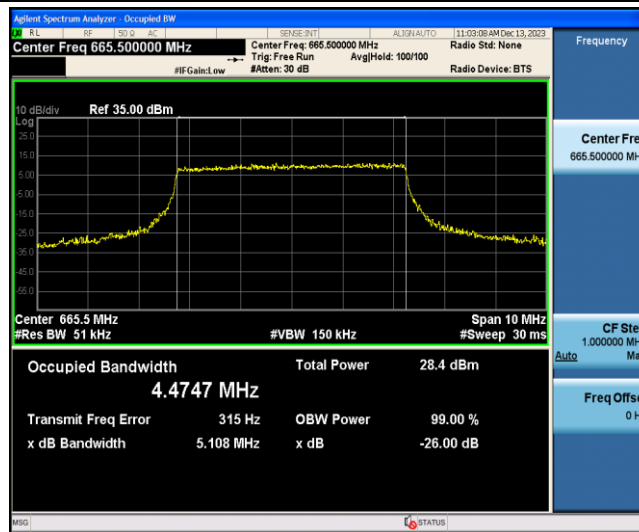 Agilent Spectrum Analyzer - Occupied BW
RL RF 50 Ω AC SENSE:INT ALIGNAUTO 11:03:08 AM Dec 13, 2023
Center Freq 665.500000 MHz Center Freq: 665.500000 MHz Radio Std: None
Trig: Free Run Avg|Hold: 100/100
#IFGain:Low #Atten: 30 dB Radio Device: BTS
10 dB/div Ref 35.00 dBm
Log
25.0
15.0
5.00
-5.00
-15.0
-25.0
-35.0
-45.0
-55.0
Center 665.5 MHz Span 10 MHz
#Res BW 51 kHz #VBW 150 kHz #Sweep 30 ms
Occupied Bandwidth Total Power 28.4 dBm
4.4747 MHz
Transmit Freq Error 315 Hz OBW Power 99.00 %
x dB Bandwidth 5.108 MHz x dB -26.00 dB
MSG STATUS
Frequency
Center Fre
665.500000 MH
CF Ste
1.000000 MH
Auto Ma
Freq Offse
0 H